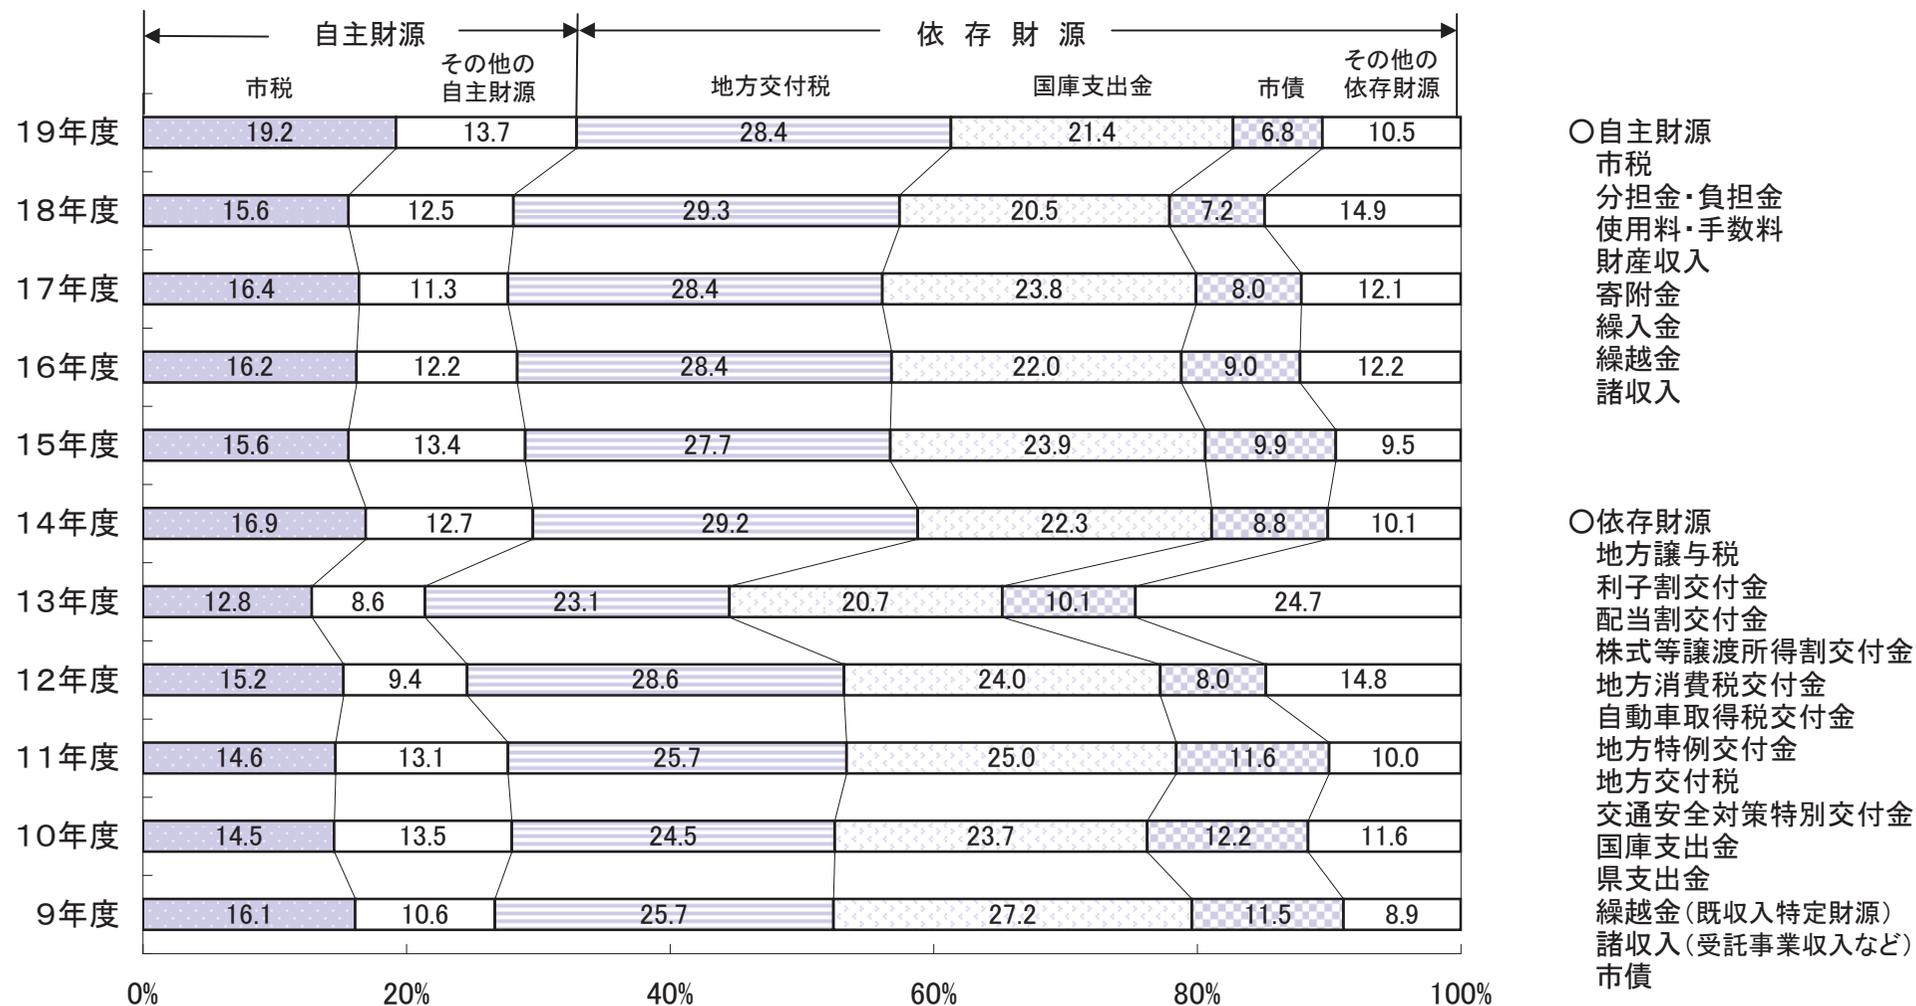 自主財源 依存財源
市税 その他の自主財源 地方交付税 国庫支出金 市債 その他の依存財源
19年度 19.2 13.7 28.4 21.4 6.8 10.5
18年度 15.6 12.5 29.3 20.5 7.2 14.9
17年度 16.4 11.3 28.4 23.8 8.0 12.1
16年度 16.2 12.2 28.4 22.0 9.0 12.2
15年度 15.6 13.4 27.7 23.9 9.9 9.5
14年度 16.9 12.7 29.2 22.3 8.8 10.1
13年度 12.8 8.6 23.1 20.7 10.1 24.7
12年度 15.2 9.4 28.6 24.0 8.0 14.8
11年度 14.6 13.1 25.7 25.0 11.6 10.0
10年度 14.5 13.5 24.5 23.7 12.2 11.6
9年度 16.1 10.6 25.7 27.2 11.5 8.9
0% 20% 40% 60% 80% 100%
〇自主財源
市税
分担金・負担金
使用料・手数料
財産収入
寄附金
繰入金
繰越金
諸収入
〇依存財源
地方譲与税
利子割交付金
配当割交付金
株式等譲渡所得割交付金
地方消費税交付金
自動車取得税交付金
地方特例交付金
地方交付税
交通安全対策特別交付金
国庫支出金
県支出金
繰越金（既収入特定財源）
諸収入（受託事業収入など）
市債